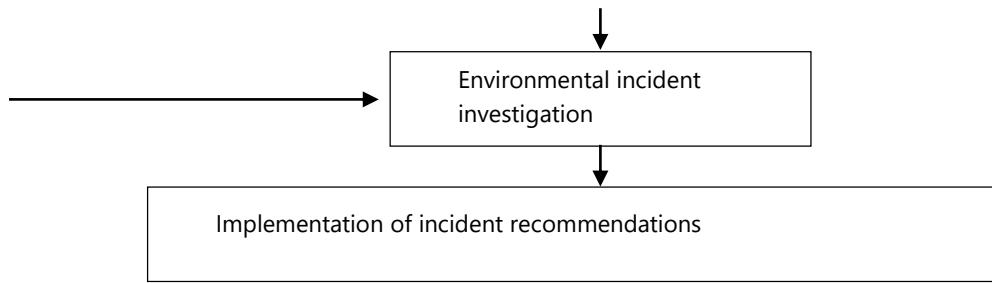 Environmental incident
investigation
Implementation of incident recommendations